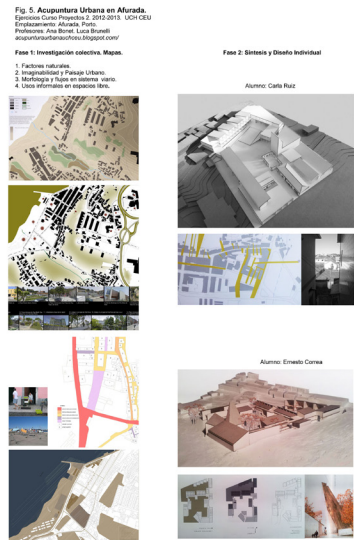 Fig. 5. Acupuntura Urbana en Afurada.
Ejercicios Curso Proyectos 2. 2012-2013. UCH CEU
Emplazamiento: Afurada, Porto.
Profesores: Ana Bonet. Luca Brunelli
acupunturaurbanauchceu.blogspot.com/
Fase 1: Investigación colectiva. Mapas.
1. Factores naturales.
2. Imaginabilidad y Paisaje Urbano.
3. Morfología y flujos en sistema viario.
4. Usos informales en espacios libre.
Fase 2: Síntesis y Diseño Individual
Alumno: Carla Ruiz
Alumno: Ernesto Correa